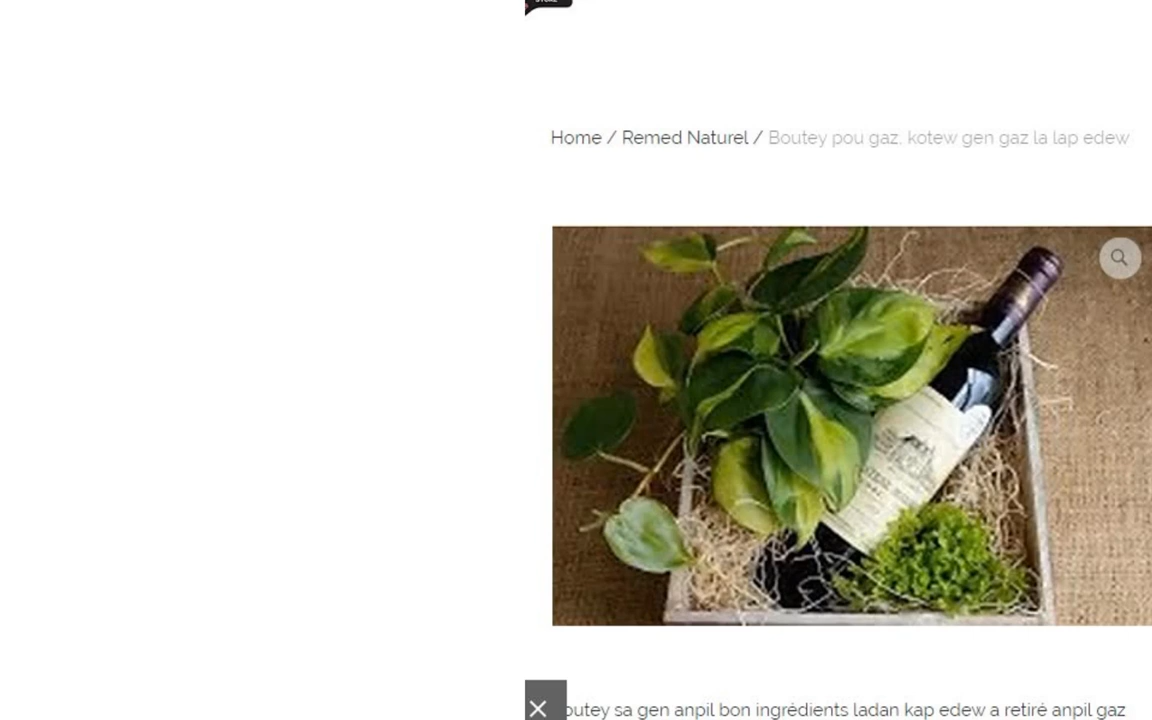 Home / Remed Naturel / Boutey pou gaz, kotew gen gaz la lap edew
outey sa gen anpil bon ingrédients ladan kap edew a retiré anpil gaz